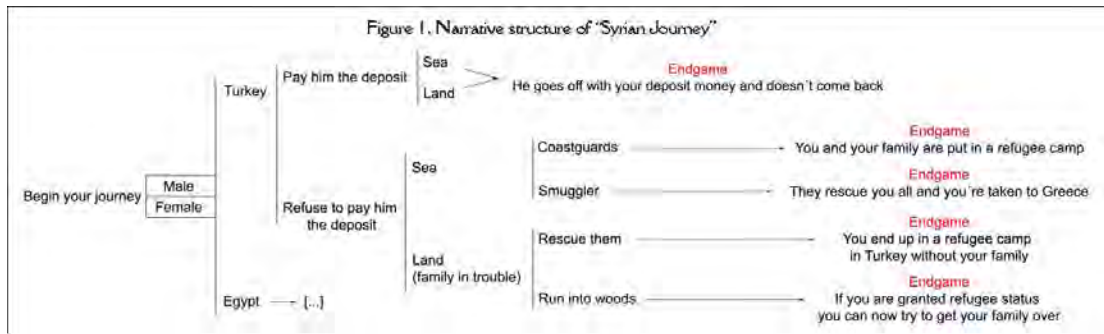 Figure 1. Narrative structure of "Syrian Journey"
Begin your journey
Male
Female
Turkey
Pay him the deposit
Sea
Land
Endgame
He goes off with your deposit money and doesn´t come back
Refuse to pay him
the deposit
Sea
Coastguards
Endgame
You and your family are put in a refugee camp
Smuggler
Endgame
They rescue you all and you´re taken to Greece
Land
(family in trouble)
Rescue them
Endgame
You end up in a refugee camp
in Turkey without your family
Run into woods
Endgame
If you are granted refugee status
you can now try to get your family over
Egypt
[...]